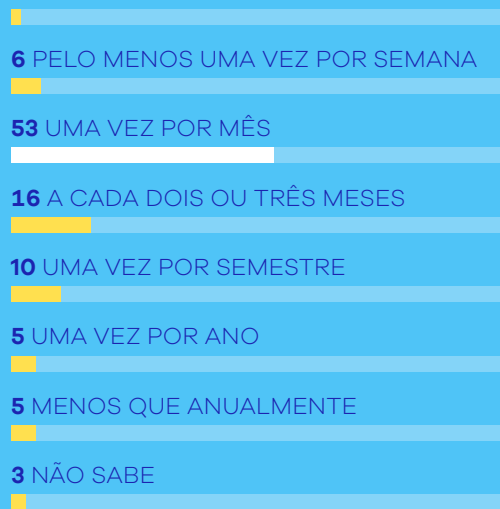 6 PELO MENOS UMA VEZ POR SEMANA
53 UMA VEZ POR MÊS
16 A CADA DOIS OU TRÊS MESES
10 UMA VEZ POR SEMESTRE
5 UMA VEZ POR ANO
5 MENOS QUE ANUALMENTE
3 NÃO SABE